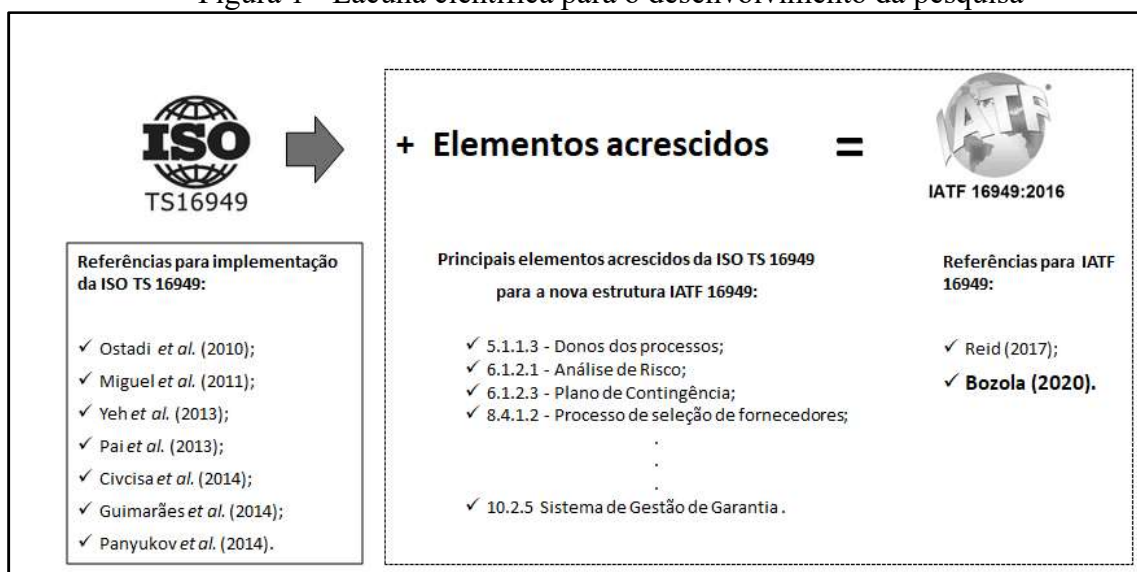 Figura 1 - Lacuna científica para o desenvolvimento da pesquisa
ISO
TS16949
+ Elementos acrescidos =
IATF
IATF 16949:2016
Referências para implementação
da ISO TS 16949:
✓ Ostadi et al. (2010);
✓ Miguel et al. (2011);
✓ Yeh et al. (2013);
✓ Pai et al. (2013);
✓ Civcisa et al. (2014);
✓ Guimarães et al. (2014);
✓ Panyukov et al. (2014).
Principais elementos acrescidos da ISO TS 16949
para a nova estrutura IATF 16949:
✓ 5.1.1.3 - Donos dos processos;
✓ 6.1.2.1 - Análise de Risco;
✓ 6.1.2.3 - Plano de Contingência;
✓ 8.4.1.2 - Processo de seleção de fornecedores;
.
.
.
✓ 10.2.5 Sistema de Gestão de Garantia.
Referências para IATF
16949:
✓ Reid (2017);
✓ Bozola (2020).